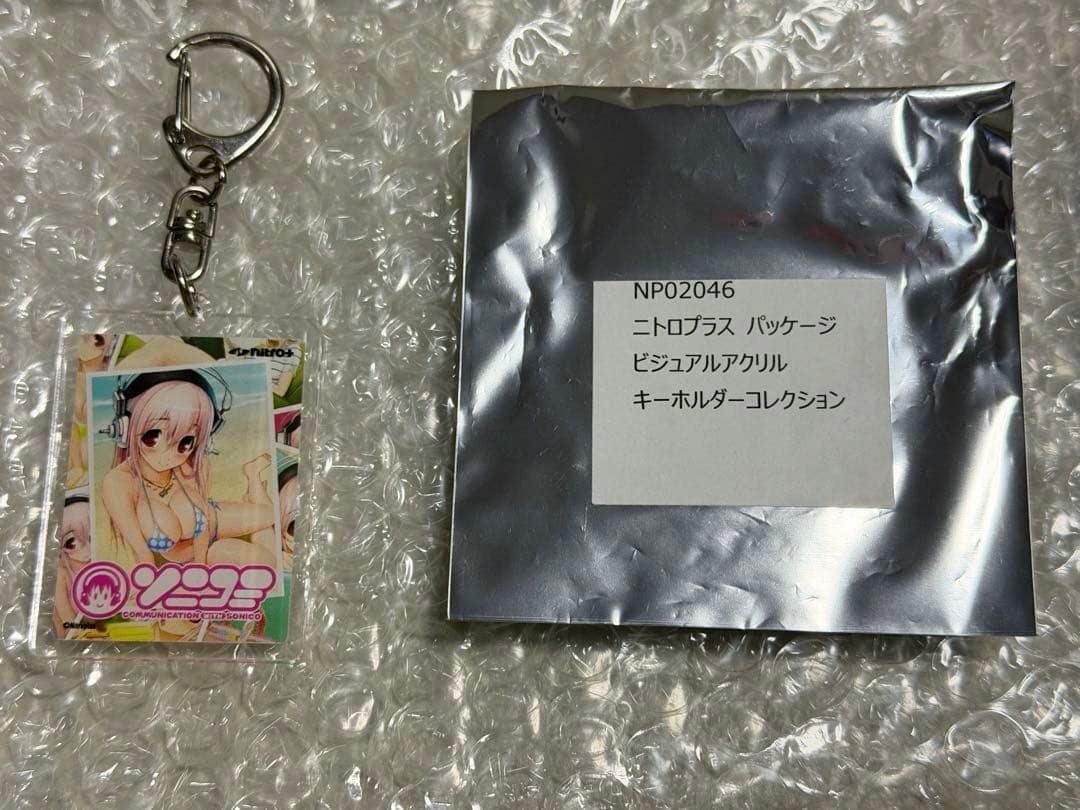 nitro+
ソニコミ
COMMUNICATION WITH SONICO
NP02046
ニトロプラス パッケージ
ビジュアルアクリル
キーホルダーコレクション